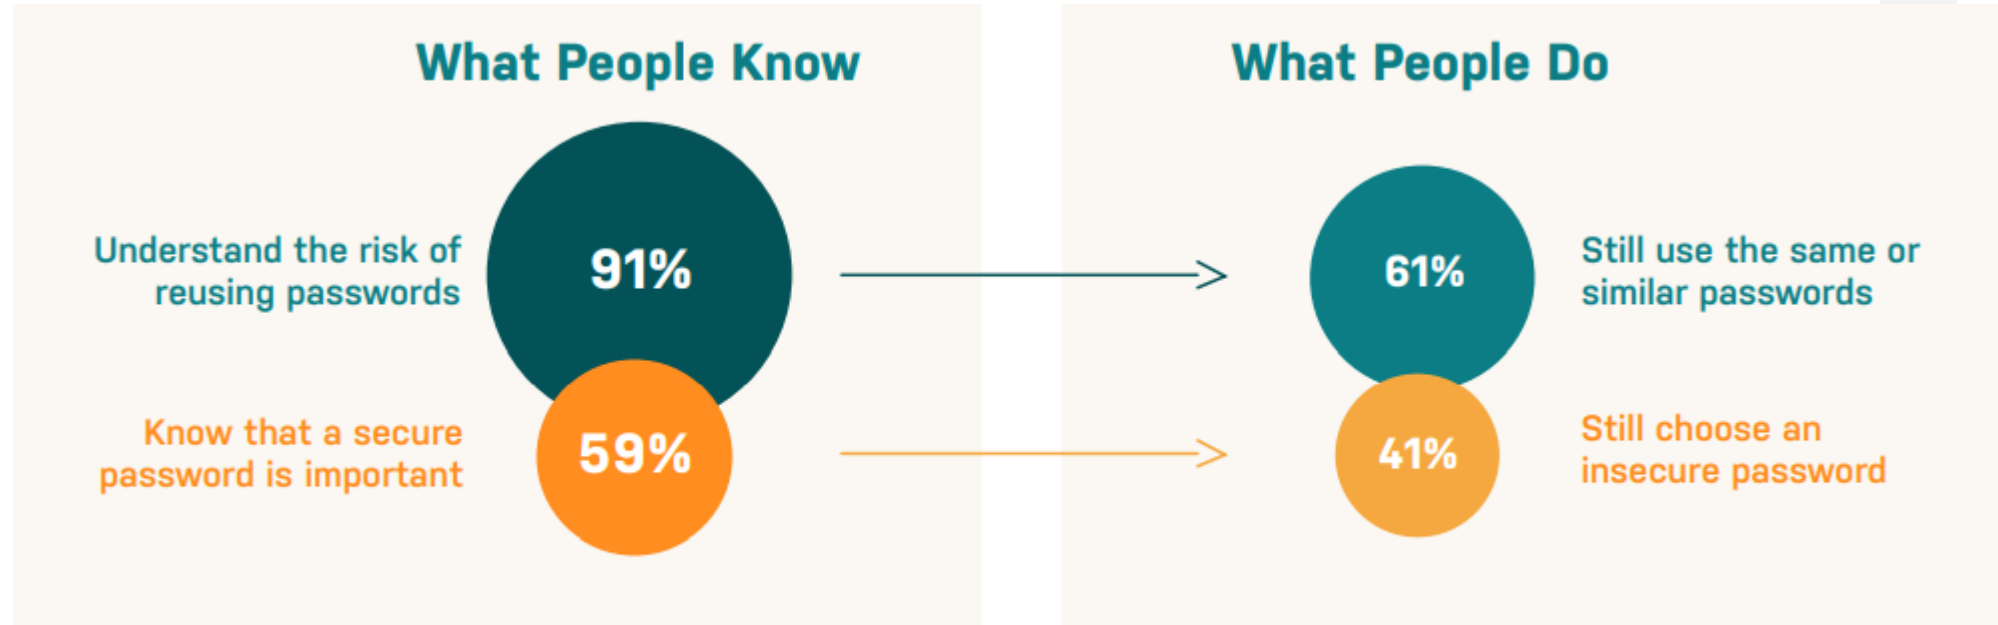 What People Know
Understand the risk of
reusing passwords
91%
Know that a secure
password is important
59%
What People Do
61%
Still use the same or
similar passwords
41%
Still choose an
insecure password